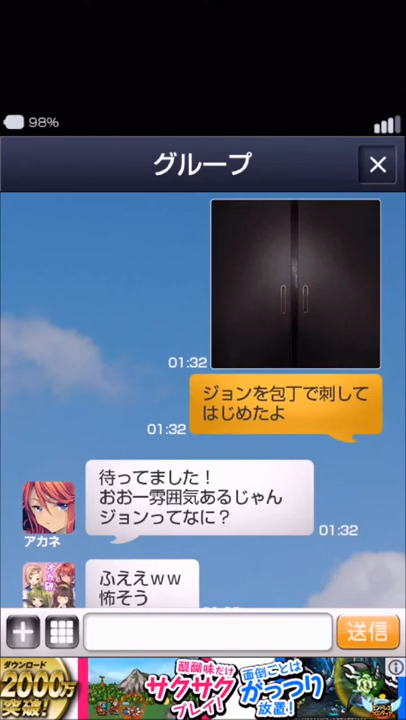 98%
グループ
01:32
ジョンを包丁で刺して
はじめたよ
01:32
待ってました！
おお一雰囲気あるじゃん
ジョンってなに？
01:32
アカネ
ふええｗｗ
怖そう
送信
ダウンロード
2000万
突破!
醍醐味だけ
サクサク
プレイ!
面倒ごとは
がっつり
放置!